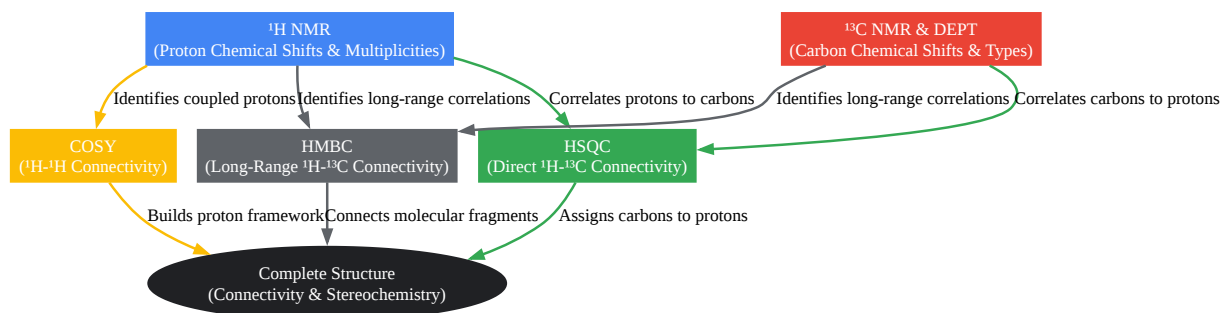 ¹H NMR
(Proton Chemical Shifts & Multiplicities)
¹³C NMR & DEPT
(Carbon Chemical Shifts & Types)
Identifies coupled protons
Identifies long-range correlations
Correlates protons to carbons
Identifies long-range correlations
Correlates carbons to protons
COSY
(¹H-¹H Connectivity)
HMBC
(Long-Range ¹H-¹³C Connectivity)
HSQC
(Direct ¹H-¹³C Connectivity)
Builds proton framework
Connects molecular fragments
Assigns carbons to protons
Complete Structure
(Connectivity & Stereochemistry)